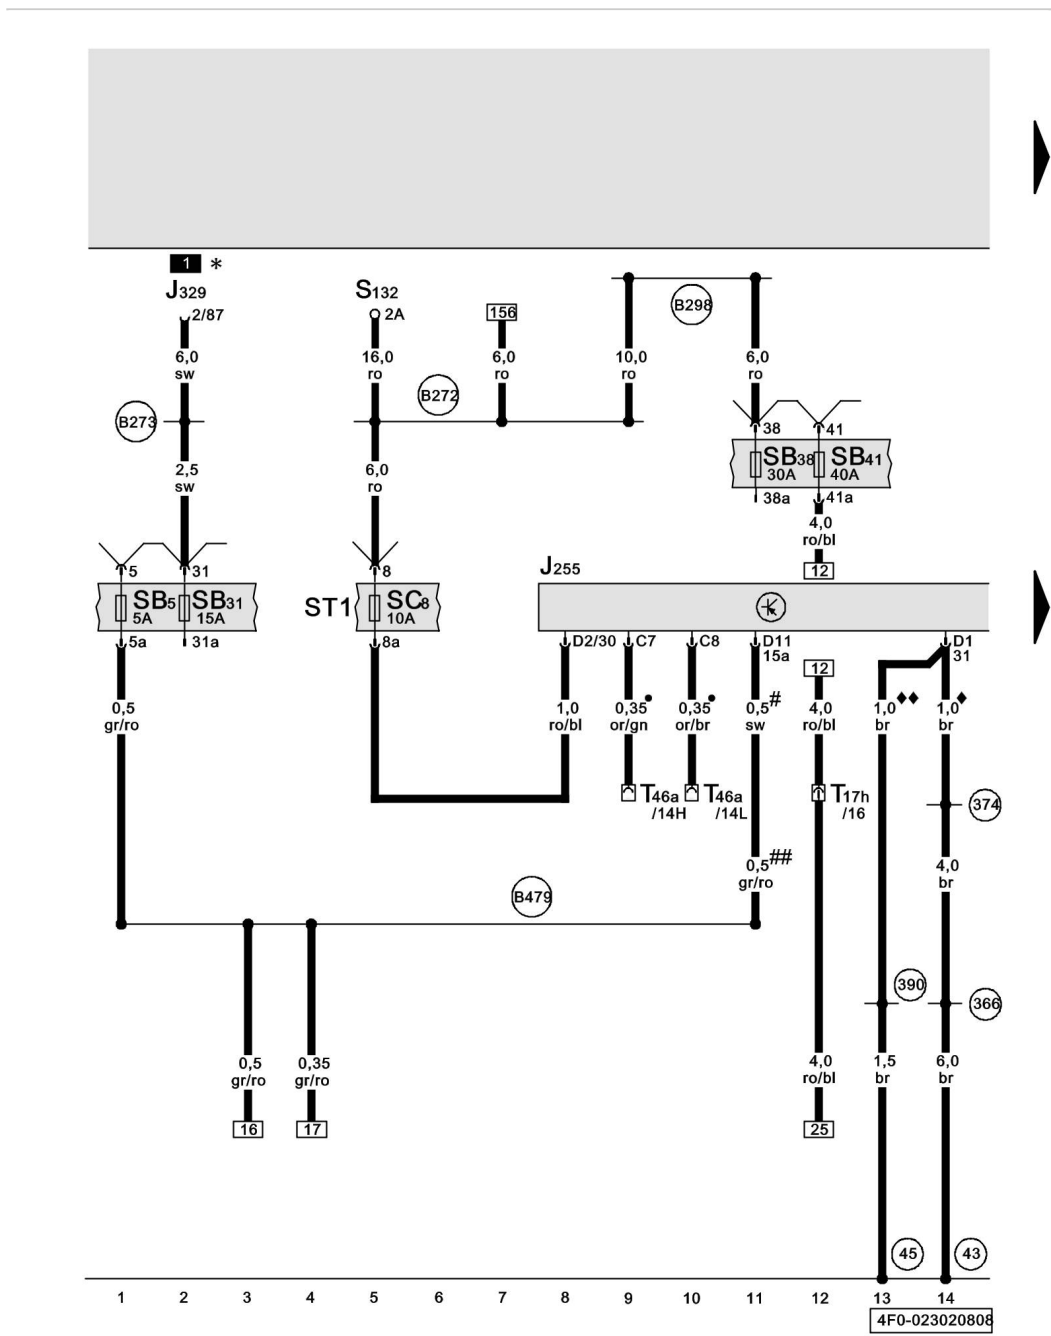 1 *
J329
S132
2/87
2A
156
B298
6,0
sw
16,0
ro
6,0
ro
10,0
ro
6,0
ro
B273
B272
38
41
SB38
30A
SB41
40A
2,5
sw
6,0
ro
38a
41a
4,0
ro/bl
J255
12
5
31
8
SB5
5A
SB31
15A
ST1
SC8
10A
5a
31a
8a
D2/30
C7
C8
D11
15a
D1
31
12
0,5
gr/ro
1,0
ro/bl
0,35
or/gn
0,35
or/br
0,5 #
sw
4,0
ro/bl
1,0 ♦♦
br
1,0 ♦
br
T46a
/14H
T46a
/14L
T17h
/16
374
0,5 ##
gr/ro
4,0
br
B479
390
366
0,5
gr/ro
0,35
gr/ro
4,0
ro/bl
1,5
br
6,0
br
16
17
25
45
43
1 2 3 4 5 6 7 8 9 10 11 12 13 14
4F0-023020808